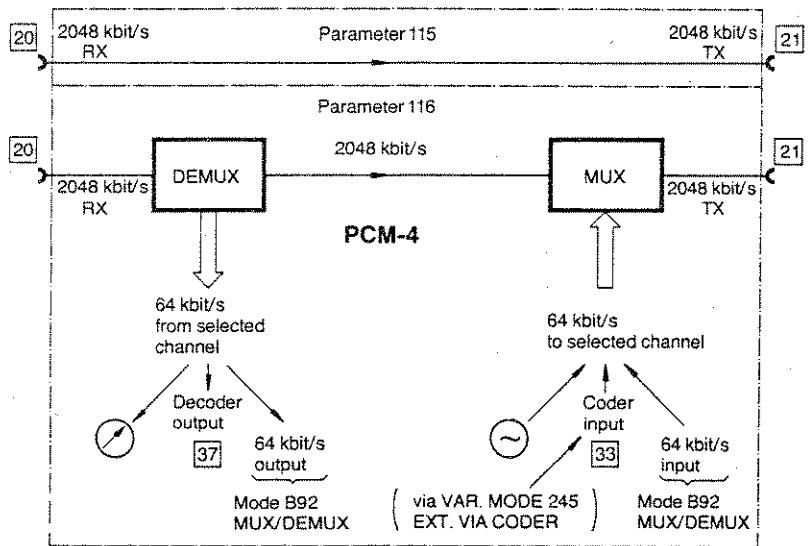 20
2048 kbit/s
RX
Parameter 115
2048 kbit/s
TX
21
Parameter 116
20
2048 kbit/s
RX
DEMUX
2048 kbit/s
MUX
2048 kbit/s
TX
21
PCM-4
64 kbit/s
from selected
channel
64 kbit/s
to selected channel
Decoder
output
37
64 kbit/s
output
Mode B92
MUX/DEMUX
~
Coder
input
33
64 kbit/s
input
Mode B92
MUX/DEMUX
( via VAR. MODE 245
EXT. VIA CODER )